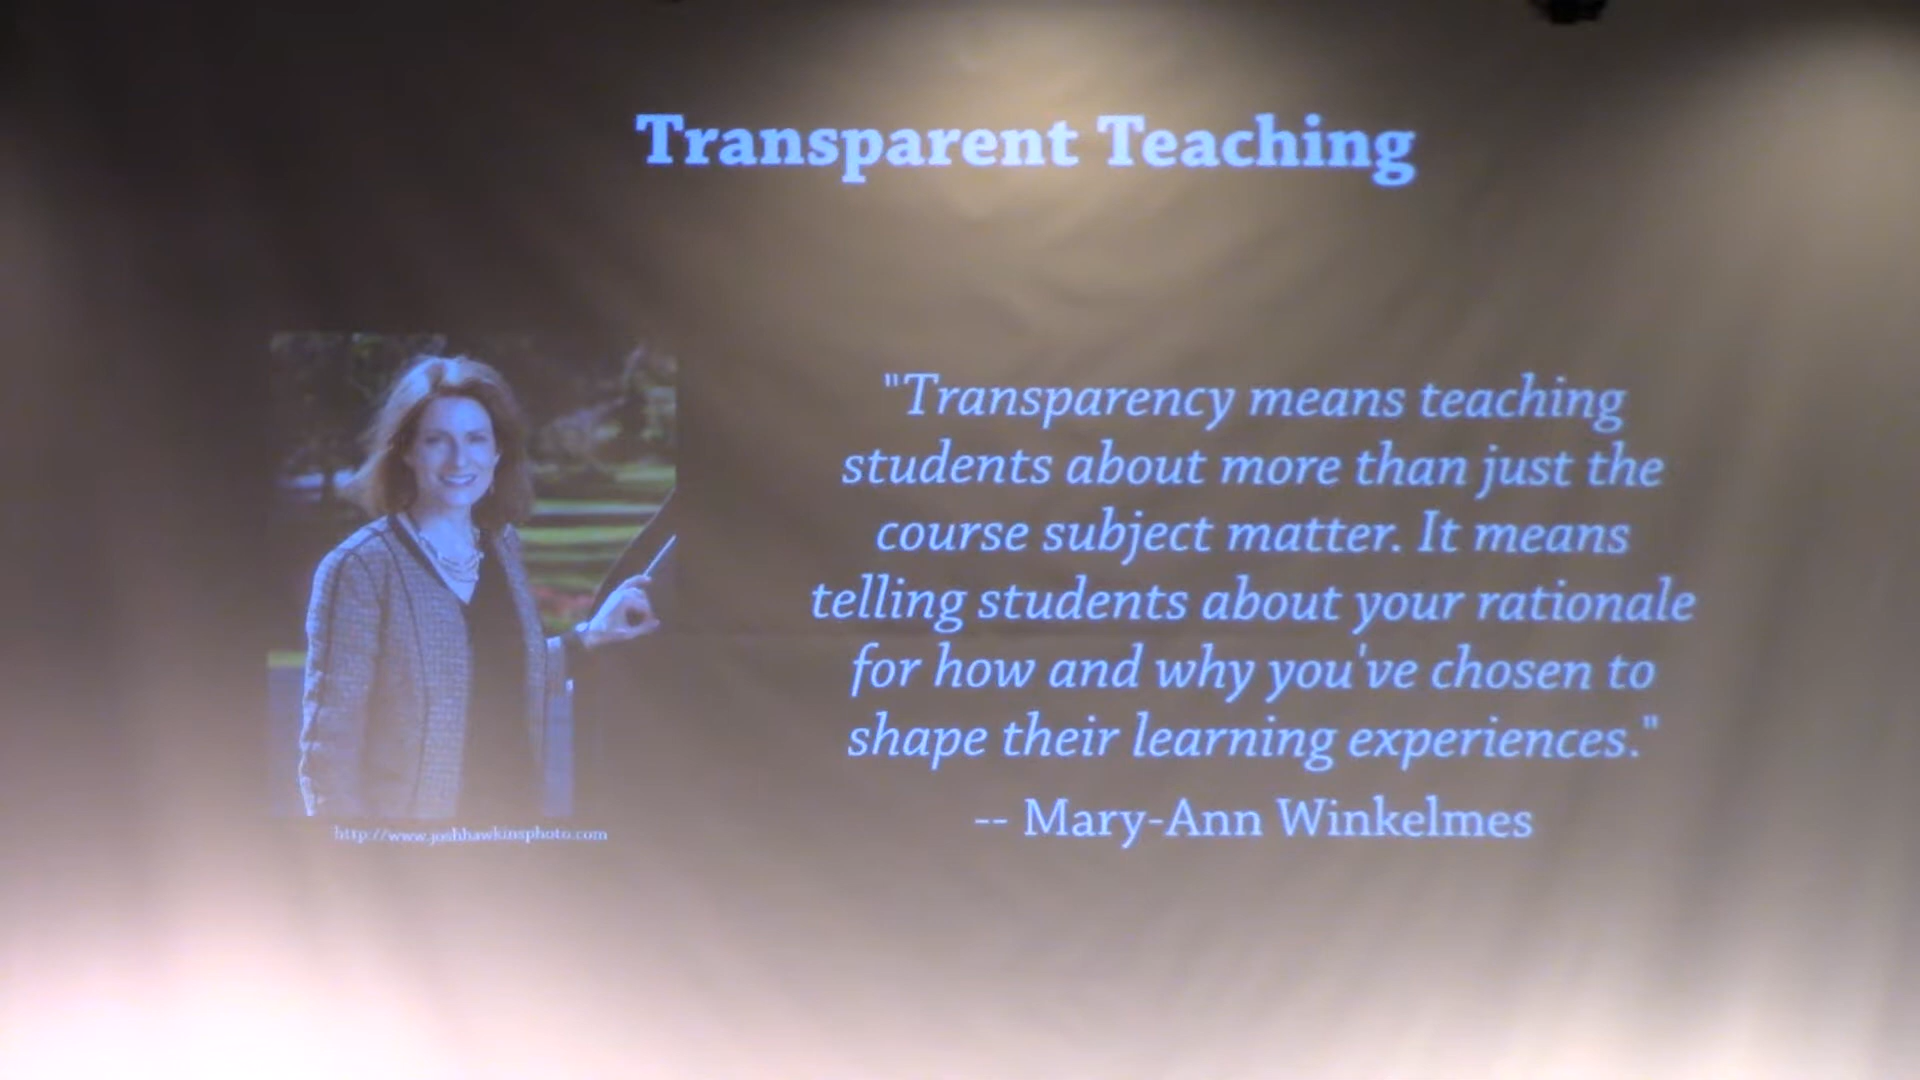 Transparent Teaching
"Transparency means teaching
students about more than just the
course subject matter. It means
telling students about your rationale
for how and why you've chosen to
shape their learning experiences."
-- Mary-Ann Winkelmes
http://www.joshhawkinsphoto.com